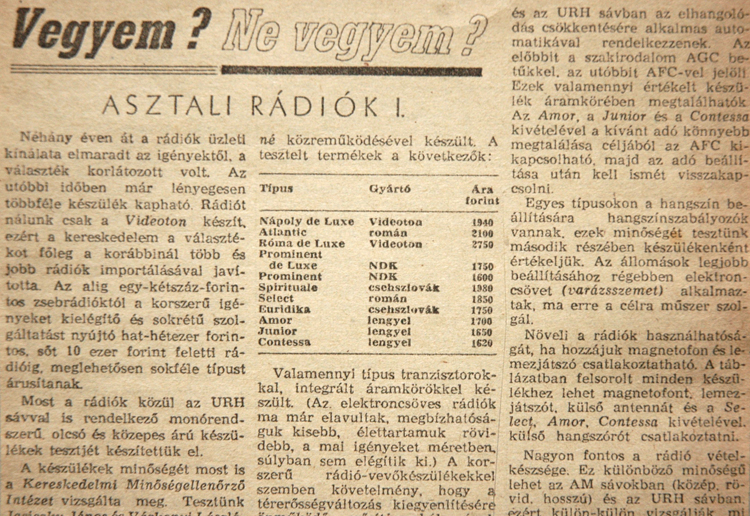 Vegyem? Ne vegyem?
ASZTALI RÁDIÓK I.
Néhány éven át a rádiók üzleti
kínálata elmaradt az igényektől, a
választék korlátozott volt. Az
utóbbi időben már lényegesen
többféle készülék kapható. Rádiót
nálunk csak a Videoton készít,
ezért a kereskedelem a választé-
kot főleg a korábbinál több és
jobb rádiók importálásával javí-
totta. Az alig egy-kétszáz-forin-
tos zsebrádióktól a korszerű igé-
nyeket kielégítő és sokrétű szol-
gáltatást nyújtó hat-hétezer forin-
tos, sőt 10 ezer forint feletti rá-
dióig, meglehetősen sokféle típust
árusítanak.
Most a rádiók közül az URH
sávval is rendelkező monórend-
szerű, olcsó és közepes árú készü-
lékek tesztjét készítettük el.
A készülékek minőségét most is
a Kereskedelmi Minőségellenőrző
Intézet vizsgálta meg. Tesztünk
né közreműködésével készült. A
tesztelt termékek a következők:
Típus Gyártó Ára
forint
Nápoly de Luxe Videoton 1940
Atlantic román 2100
Róma de Luxe Videoton 2750
Prominent
de Luxe NDK 1750
Prominent NDK 1600
Spirituale csehszlovák 1980
Select román 1850
Euridika csehszlovák 1750
Amor lengyel 1700
Junior lengyel 1650
Contessa lengyel 1620
Valamennyi típus tranzisztorok-
kal, integrált áramkörökkel ké-
szült. (Az elektroncsöves rádiók
ma már elavultak, megbízhatósá-
guk kisebb, élettartamuk rövi-
debb, a mai igényeket méretben,
súlyban sem elégítik ki.) A kor-
szerű rádió-vevőkészülékekkel
szemben követelmény, hogy a
térerősségváltozás kiegyenlítésére
és az URH sávban az elhangoló-
dás csökkentésére alkalmas auto-
matikával rendelkezzenek. Az
előbbit a szakirodalom AGC be-
tűkkel, az utóbbit AFC-vel jelöli.
Ezek valamennyi értékelt készü-
lék áramkörében megtalálhatók.
Az Amor, a Junior és a Contessa
kivételével a kívánt adó könnyebb
megtalálása céljából az AFC ki-
kapcsolható, majd az adó beállí-
tása után kell ismét visszakap-
csolni.
Egyes típusokon a hangszín be-
állítására hangszínszabályozók
vannak, ezek minőségét tesztünk
második részében készülékenként
értékeljük. Az állomások legjobb
beállításához régebben elektron-
csövet (varázsszemet) alkalmaz-
tak, ma erre a célra műszer szol-
gál.
Növeli a rádiók használhatósá-
gát, ha hozzájuk magnetofon és le-
mezjátszó csatlakoztatható. A táb-
lázatban felsorolt minden készü-
lékhez lehet magnetofont, lemez-
játszót, külső antennát és a Se-
lect, Amor, Contessa kivételével
külső hangszórót csatlakoztatni.
Nagyon fontos a rádió vétel-
készsége. Ez különböző minőségű
lehet az AM sávokban (közép, rö-
vid, hosszú) és az URH sávban,
ezért külön-külön vizsgálják